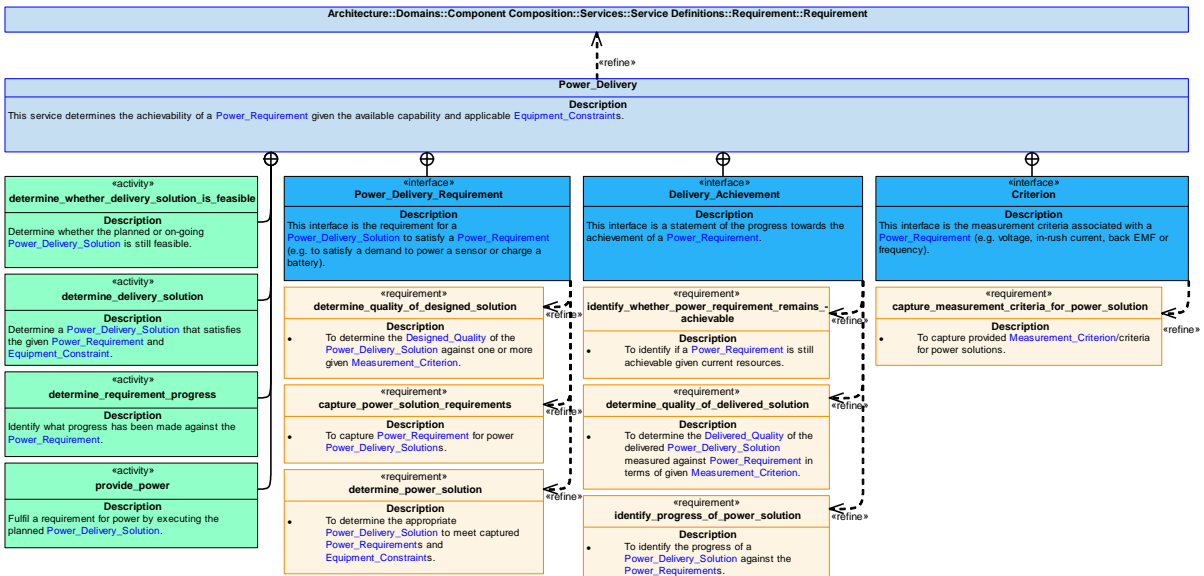 Architecture::Domains::Component Composition::Services::Service Definitions::Requirement::Requirement
«refine»
Power_Delivery
Description
This service determines the achievability of a Power_Requirement given the available capability and applicable Equipment_Constraints.
«activity»
determine_whether_delivery_solution_is_feasible
Description
Determine whether the planned or on-going
Power_Delivery_Solution is still feasible.
«activity»
determine_delivery_solution
Description
Determine a Power_Delivery_Solution that satisfies
the given Power_Requirement and
Equipment_Constraint.
«activity»
determine_requirement_progress
Description
Identify what progress has been made against the
Power_Requirement.
«activity»
provide_power
Description
Fulfil a requirement for power by executing the
planned Power_Delivery_Solution.
«interface»
Power_Delivery_Requirement
Description
This interface is the requirement for a
Power_Delivery_Solution to satisfy a Power_Requirement
(e.g. to satisfy a demand to power a sensor or charge a
battery).
«requirement»
determine_quality_of_designed_solution
Description
• To determine the Designed_Quality of the
Power_Delivery_Solution against one or more
given Measurement_Criterion.
«refine»
«requirement»
capture_power_solution_requirements
Description
• To capture Power_Requirement for power
Power_Delivery_Solutions.
«refine»
«requirement»
determine_power_solution
Description
• To determine the appropriate
Power_Delivery_Solution to meet captured
Power_Requirements and
Equipment_Constraints.
«refine»
«interface»
Delivery_Achievement
Description
This interface is a statement of the progress towards the
achievement of a Power_Requirement.
«requirement»
identify_whether_power_requirement_remains_-
achievable
Description
• To identify if a Power_Requirement is still
achievable given current resources.
«refine»
«requirement»
determine_quality_of_delivered_solution
Description
• To determine the Delivered_Quality of the
delivered Power_Delivery_Solution
measured against Power_Requirement in
terms of given Measurement_Criterion.
«refine»
«requirement»
identify_progress_of_power_solution
Description
• To identify the progress of a
Power_Delivery_Solution against the
Power_Requirements.
«refine»
«interface»
Criterion
Description
This interface is the measurement criteria associated with a
Power_Requirement (e.g. voltage, in-rush current, back EMF or
frequency).
«requirement»
capture_measurement_criteria_for_power_solution
Description
• To capture provided Measurement_Criterion/criteria
for power solutions.
«refine»